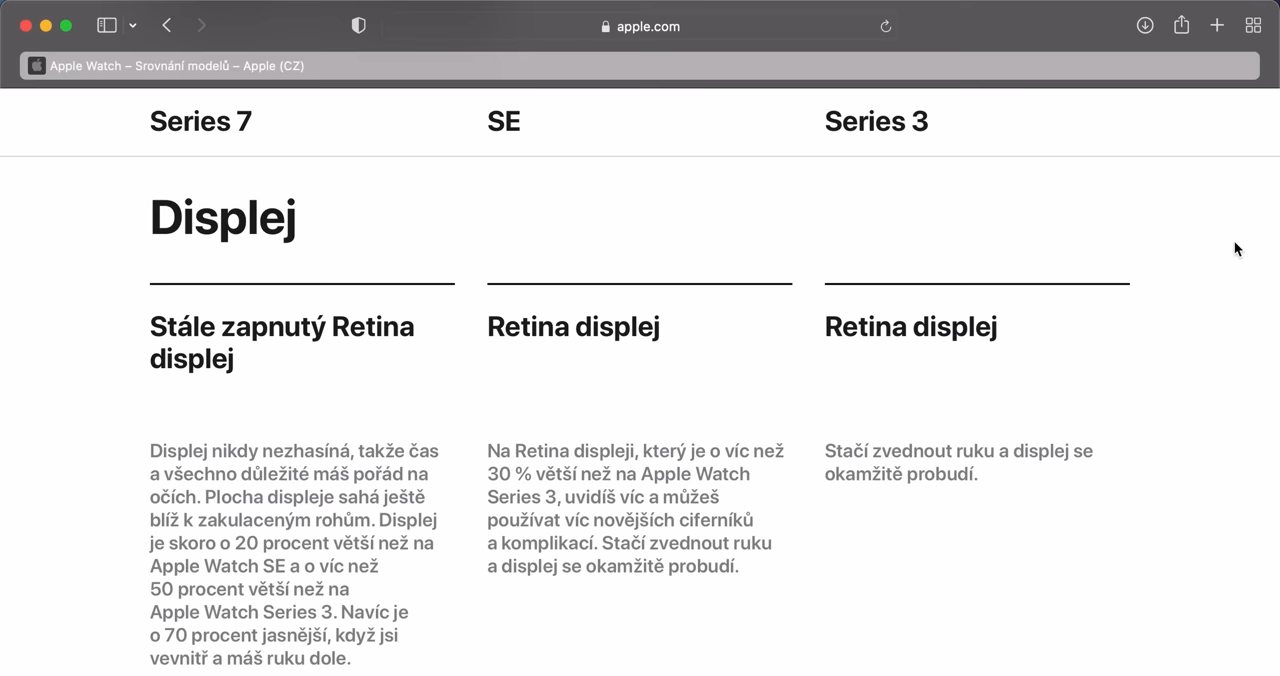 apple.com
Apple Watch – Srovnání modelů – Apple (CZ)
Series 7
SE
Series 3
Displej
Stále zapnutý Retina
displej
Retina displej
Retina displej
Displej nikdy nezhasíná, takže čas
a všechno důležité máš pořád na
očích. Plocha displeje sahá ještě
blíž k zakulaceným rohům. Displej
je skoro o 20 procent větší než na
Apple Watch SE a o víc než
50 procent větší než na
Apple Watch Series 3. Navíc je
o 70 procent jasnější, když jsi
vevnitř a máš ruku dole.
Na Retina displeji, který je o víc než
30 % větší než na Apple Watch
Series 3, uvidíš víc a můžeš
používat víc novějších ciferníků
a komplikací. Stačí zvednout ruku
a displej se okamžitě probudí.
Stačí zvednout ruku a displej se
okamžitě probudí.